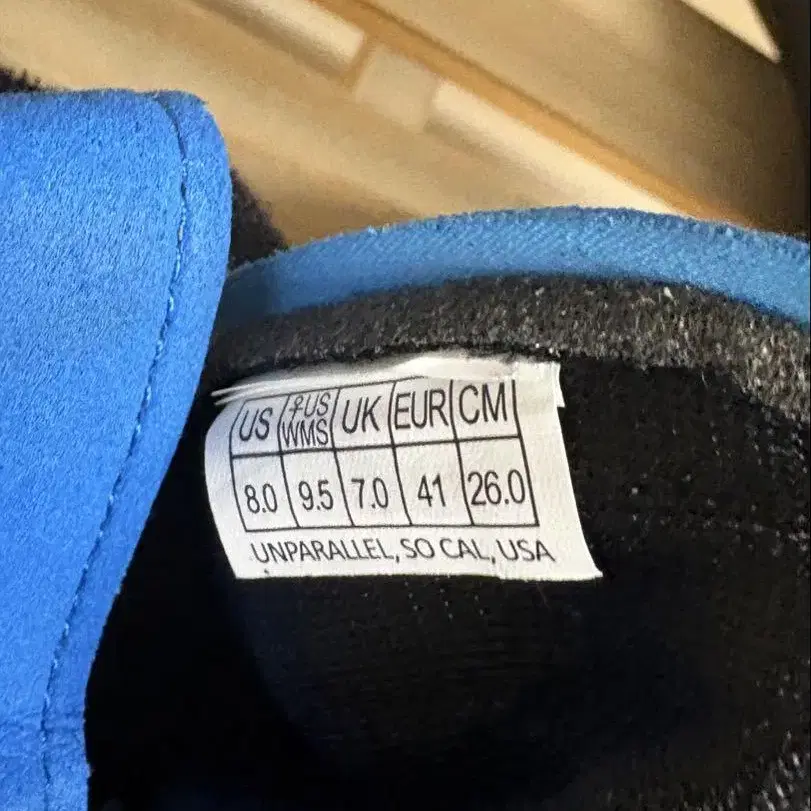 US ♀US WMS UK EUR CM
8.0 9.5 7.0 41 26.0
UNPARALLEL, SO CAL, USA